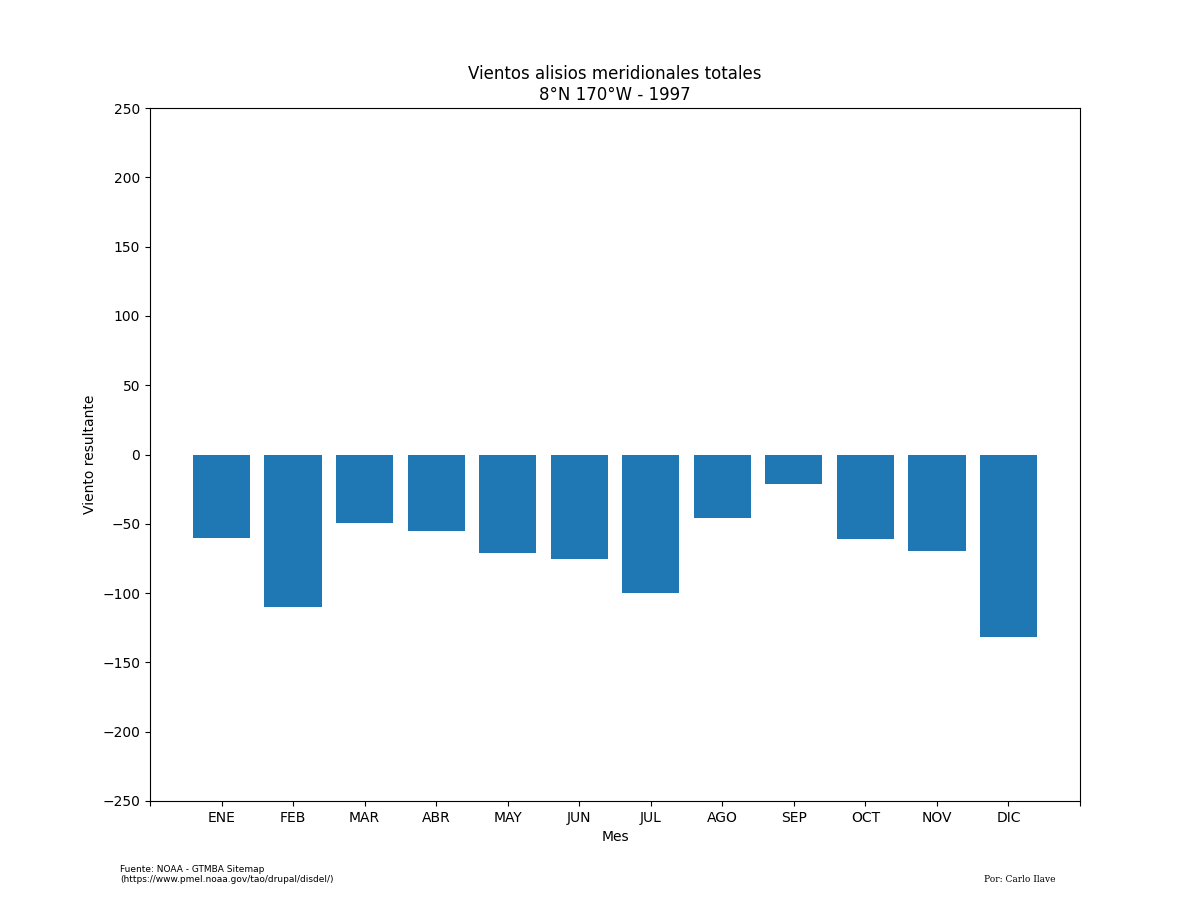 Vientos alisios meridionales totales
8°N 170°W - 1997
250
200
150
100
50
0
−50
−100
−150
−200
−250
Viento resultante
ENE FEB MAR ABR MAY JUN JUL AGO SEP OCT NOV DIC
Mes
Fuente: NOAA - GTMBA Sitemap
(https://www.pmel.noaa.gov/tao/drupal/disdel/)
Por: Carlo Ilave